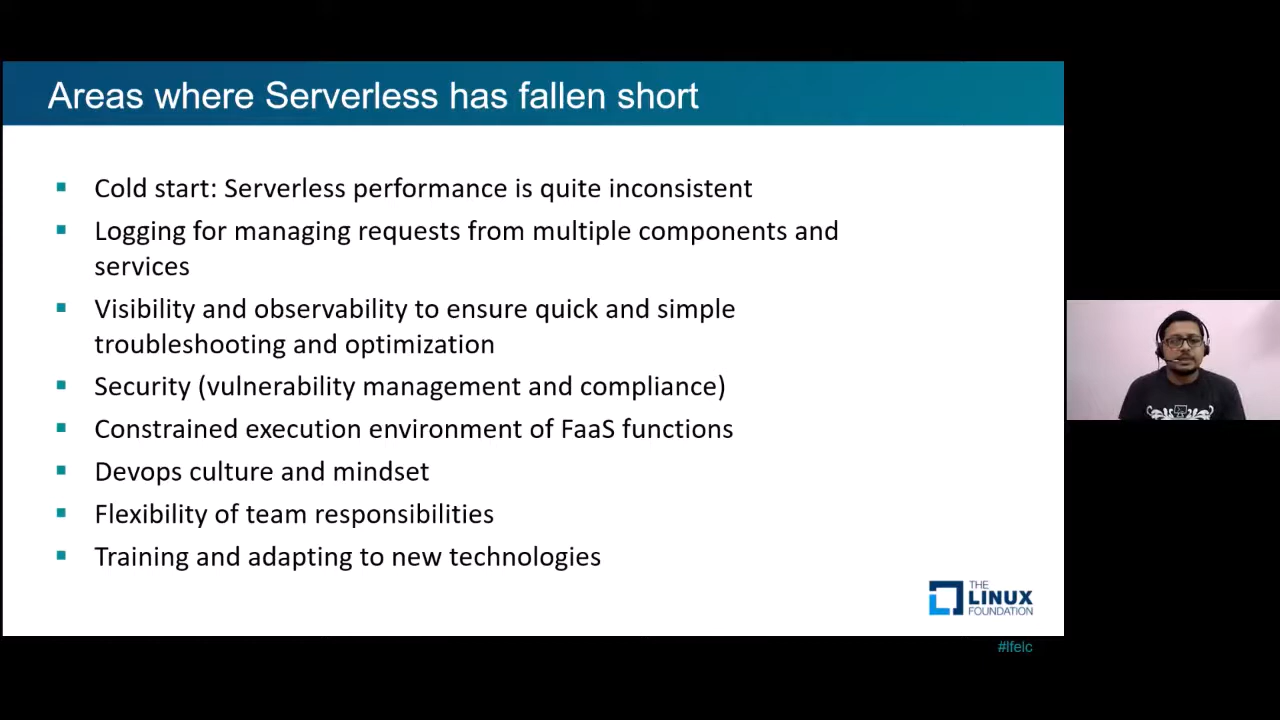 Areas where Serverless has fallen short
Cold start: Serverless performance is quite inconsistent
Logging for managing requests from multiple components and
services
Visibility and observability to ensure quick and simple
troubleshooting and optimization
Security (vulnerability management and compliance)
Constrained execution environment of FaaS functions
Devops culture and mindset
Flexibility of team responsibilities
Training and adapting to new technologies
THE
LINUX
FOUNDATION
#lfeic